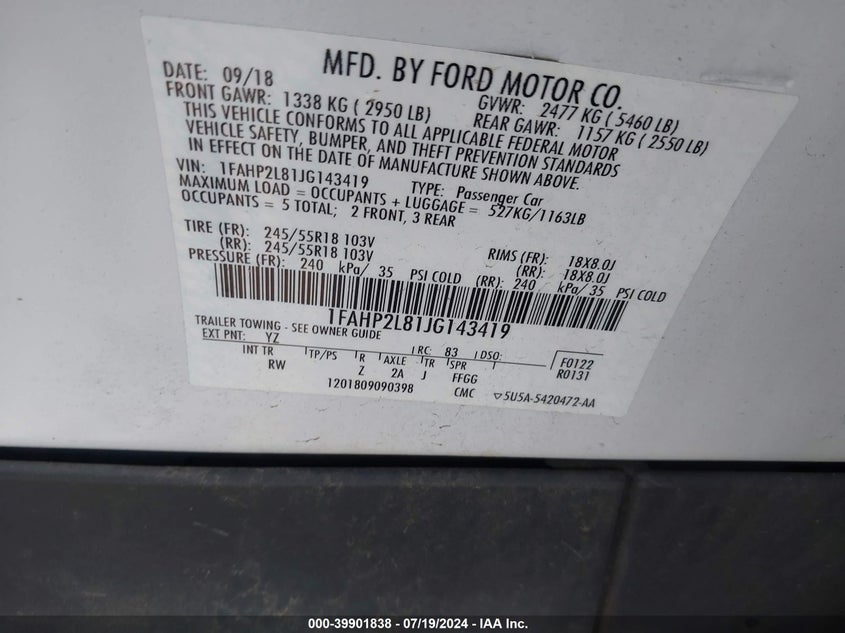 MFD. BY FORD MOTOR CO.
DATE: 09/18 GVWR: 2477 KG ( 5460 LB)
FRONT GAWR: 1338 KG ( 2950 LB) REAR GAWR: 1157 KG ( 2550 LB)
THIS VEHICLE CONFORMS TO ALL APPLICABLE FEDERAL MOTOR
VEHICLE SAFETY, BUMPER, AND THEFT PREVENTION STANDARDS
IN EFFECT ON THE DATE OF MANUFACTURE SHOWN ABOVE.
VIN: 1FAHP2L81JG143419 TYPE: Passenger Car
MAXIMUM LOAD = OCCUPANTS + LUGGAGE = 527KG/1163LB
OCCUPANTS = 5 TOTAL; 2 FRONT, 3 REAR
TIRE (FR): 245/55R18 103V RIMS (FR): 18X8.0J
(RR): 245/55R18 103V (RR): 18X8.0J
PRESSURE (FR): 240 kPa/ 35 PSI COLD (RR): 240 kPa/ 35 PSI COLD
1FAHP2L81JG143419
TRAILER TOWING - SEE OWNER GUIDE
EXT PNT: YZ RC: 83 DSO: F0122
INT TR TP/PS R AXLE TR SPR R0131
RW Z 2A J FFGG
1201809090398 CMC ▽5U5A-5420472-AA
000-39901838 - 07/19/2024 - IAA Inc.